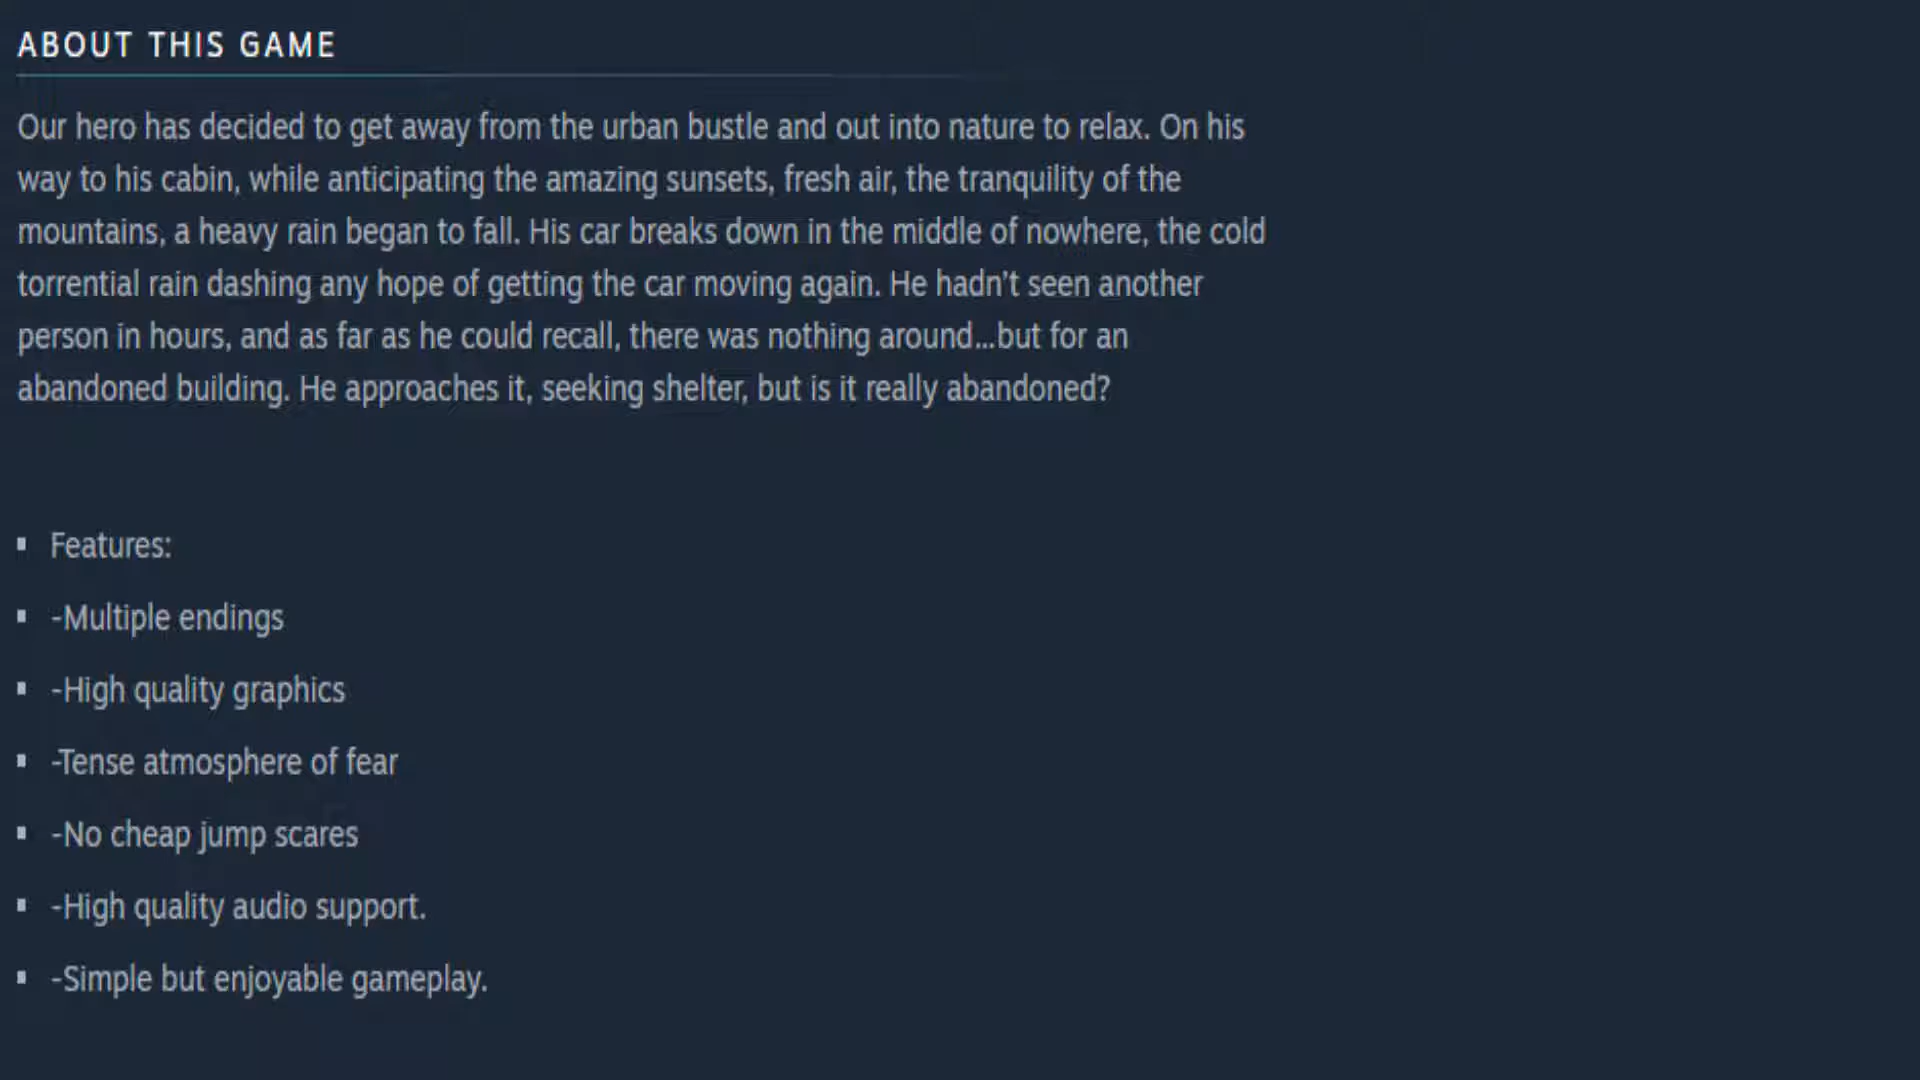 ABOUT THIS GAME
Our hero has decided to get away from the urban bustle and out into nature to relax. On his
way to his cabin, while anticipating the amazing sunsets, fresh air, the tranquility of the
mountains, a heavy rain began to fall. His car breaks down in the middle of nowhere, the cold
torrential rain dashing any hope of getting the car moving again. He hadn't seen another
person in hours, and as far as he could recall, there was nothing around...but for an
abandoned building. He approaches it, seeking shelter, but is it really abandoned?
▪ Features:
▪ -Multiple endings
▪ -High quality graphics
▪ -Tense atmosphere of fear
▪ -No cheap jump scares
▪ -High quality audio support.
▪ -Simple but enjoyable gameplay.